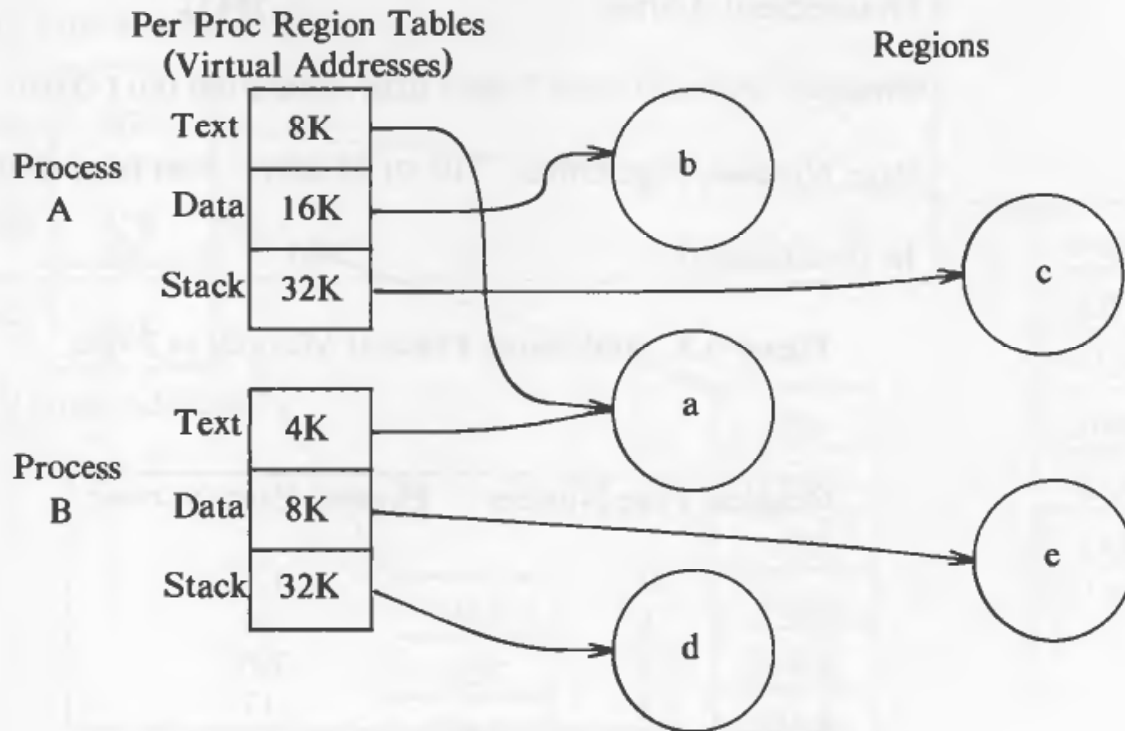 Per Proc Region Tables
(Virtual Addresses)
Regions
Process
A
Text 8K
Data 16K
Stack 32K
b
c
a
Process
B
Text 4K
Data 8K
Stack 32K
e
d